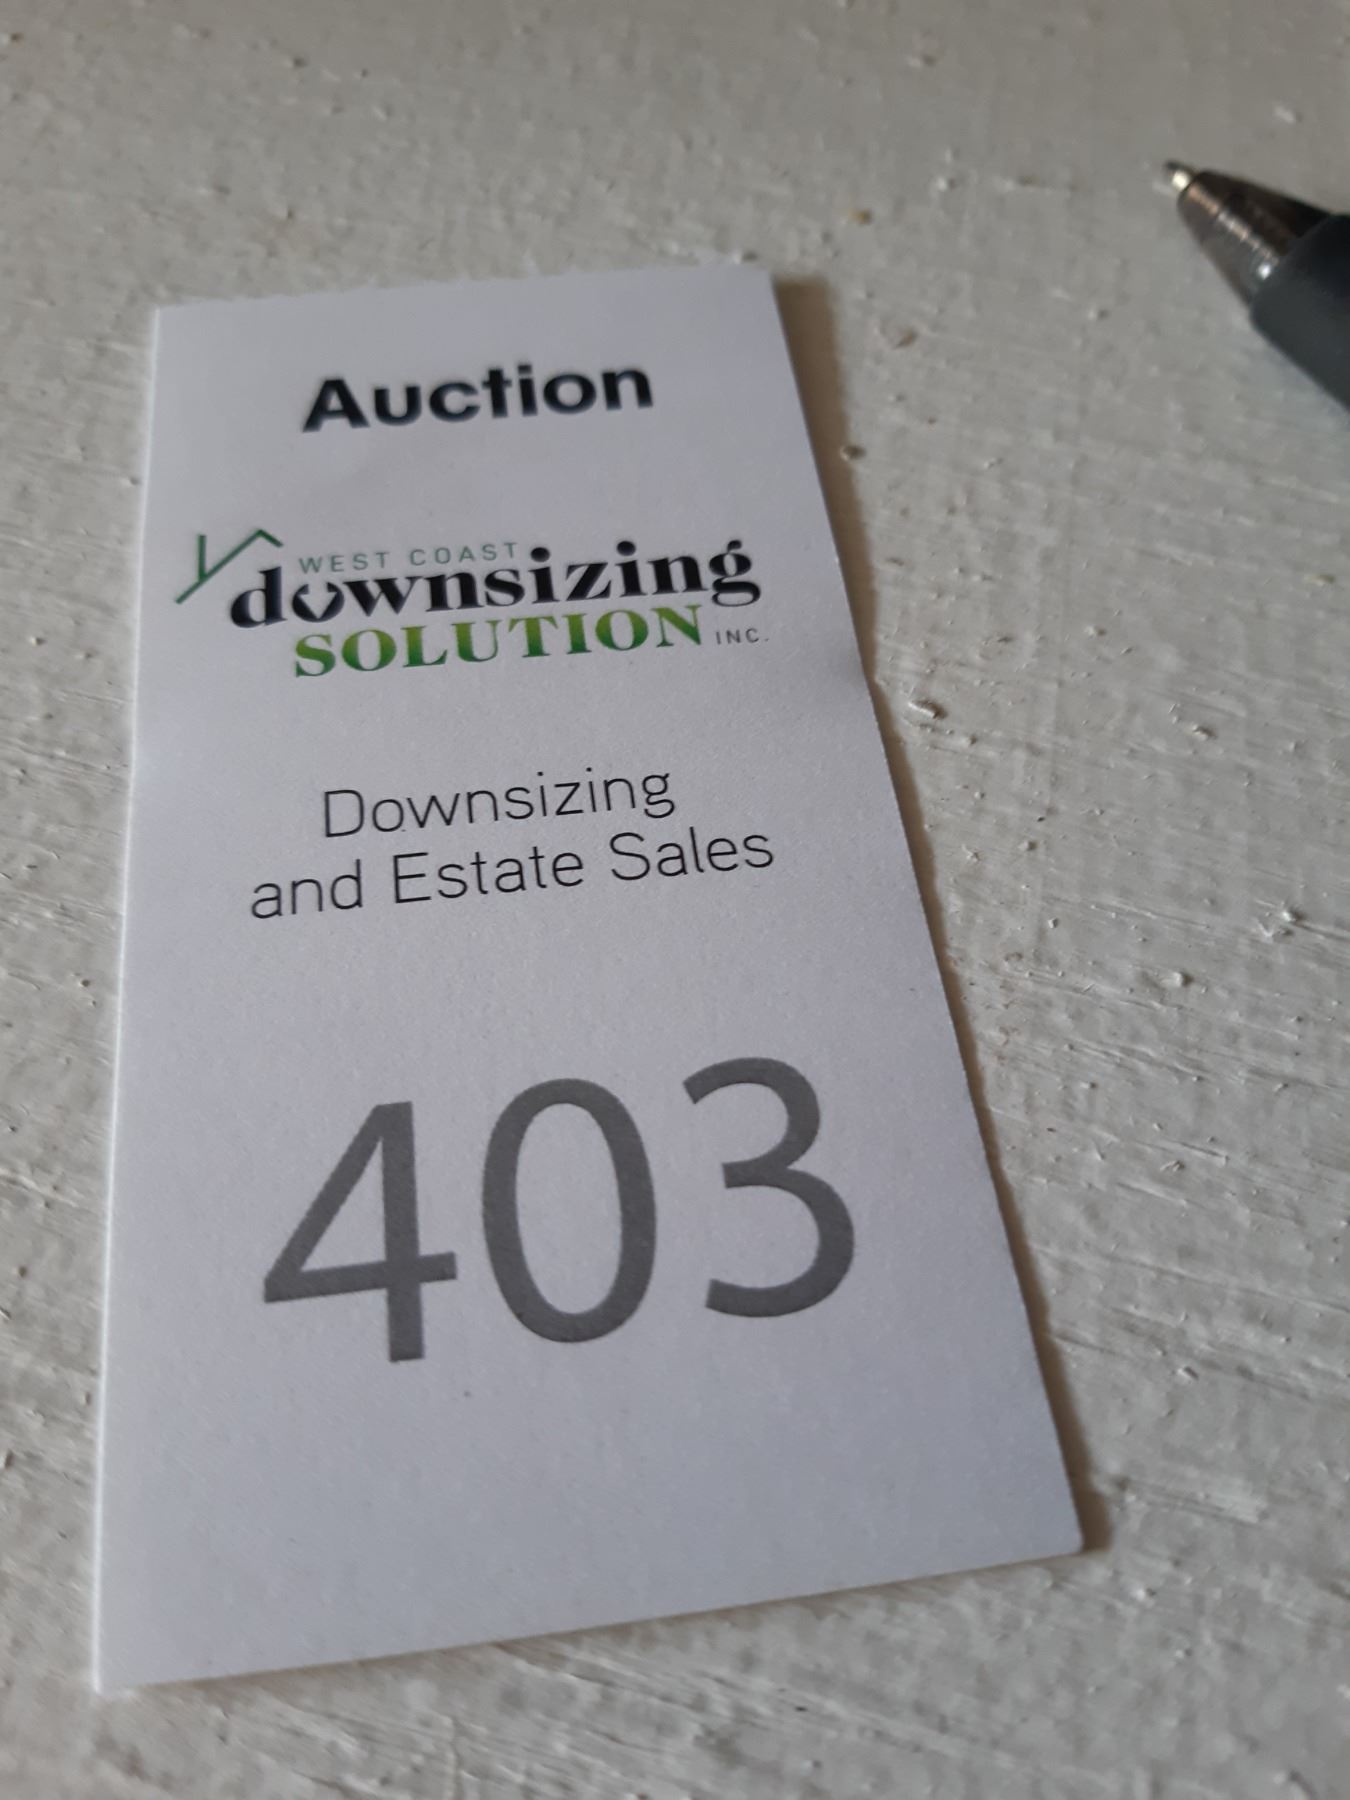 Auction
WEST COAST
downsizing
SOLUTION INC.
Downsizing
and Estate Sales
403